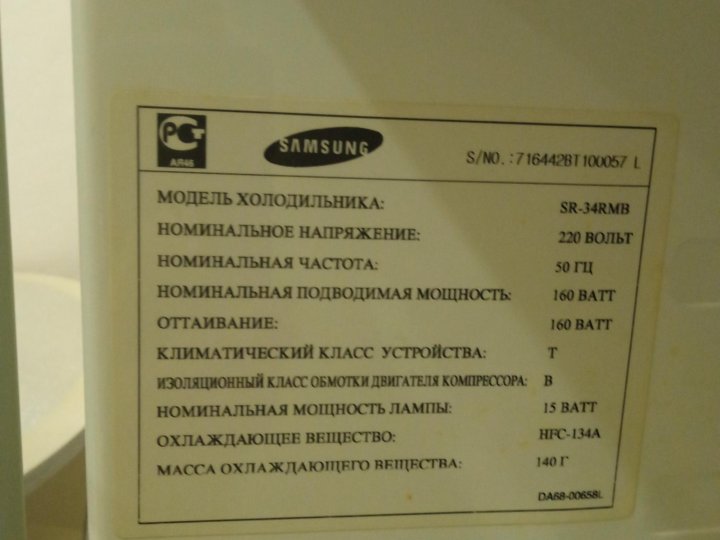 РСТ
АЯ46
SAMSUNG
S/NO.:716442BT100057 L
МОДЕЛЬ ХОЛОДИЛЬНИКА: SR-34RMB
НОМИНАЛЬНОЕ НАПРЯЖЕНИЕ: 220 ВОЛЬТ
НОМИНАЛЬНАЯ ЧАСТОТА: 50 ГЦ
НОМИНАЛЬНАЯ ПОДВОДИМАЯ МОЩНОСТЬ: 160 ВАТТ
ОТТАИВАНИЕ: 160 ВАТТ
КЛИМАТИЧЕСКИЙ КЛАСС УСТРОЙСТВА: T
ИЗОЛЯЦИОННЫЙ КЛАСС ОБМОТКИ ДВИГАТЕЛЯ КОМПРЕССОРА: B
НОМИНАЛЬНАЯ МОЩНОСТЬ ЛАМПЫ: 15 ВАТТ
ОХЛАЖДАЮЩЕЕ ВЕЩЕСТВО: HFC-134A
МАССА ОХЛАЖДАЮЩЕГО ВЕЩЕСТВА: 140 Г
DA68-00658L